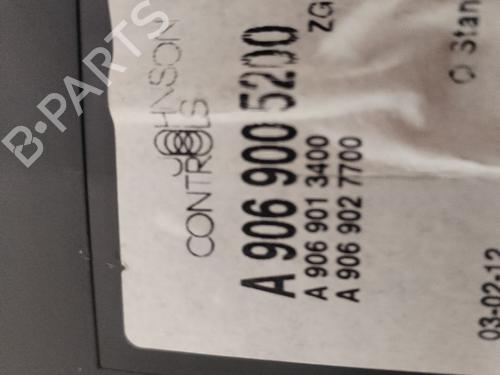 JOHNSON
CONTROLS
A 906 900 5200
A 906 901 3400
A 906 902 7700
ZG
O Stan
03-02-12
B-PARTS